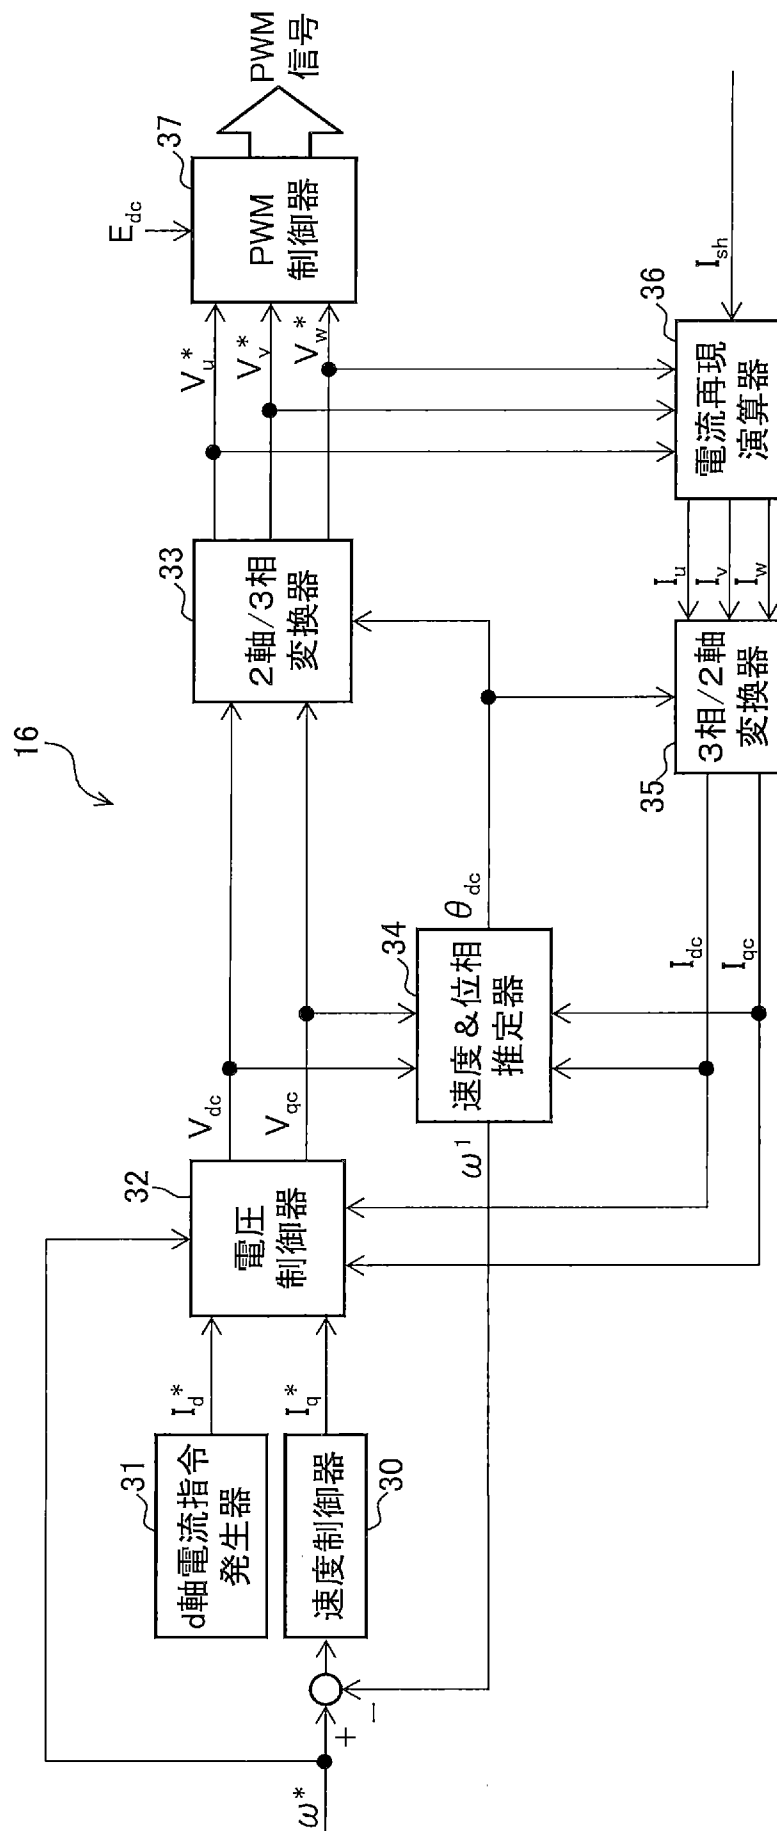 16
ω*
+
−
31
d軸電流指令
発生器
I_d*
速度制御器
30
I_q*
32
電圧
制御器
V_dc
V_qc
34
速度&位相
推定器
ω1
θ_dc
33
2軸/3相
変換器
V_u*
V_v*
V_w*
E_dc
37
PWM
制御器
PWM
信号
I_dc
I_qc
35
3相/2軸
変換器
I_u
I_v
I_w
36
電流再現
演算器
I_sh